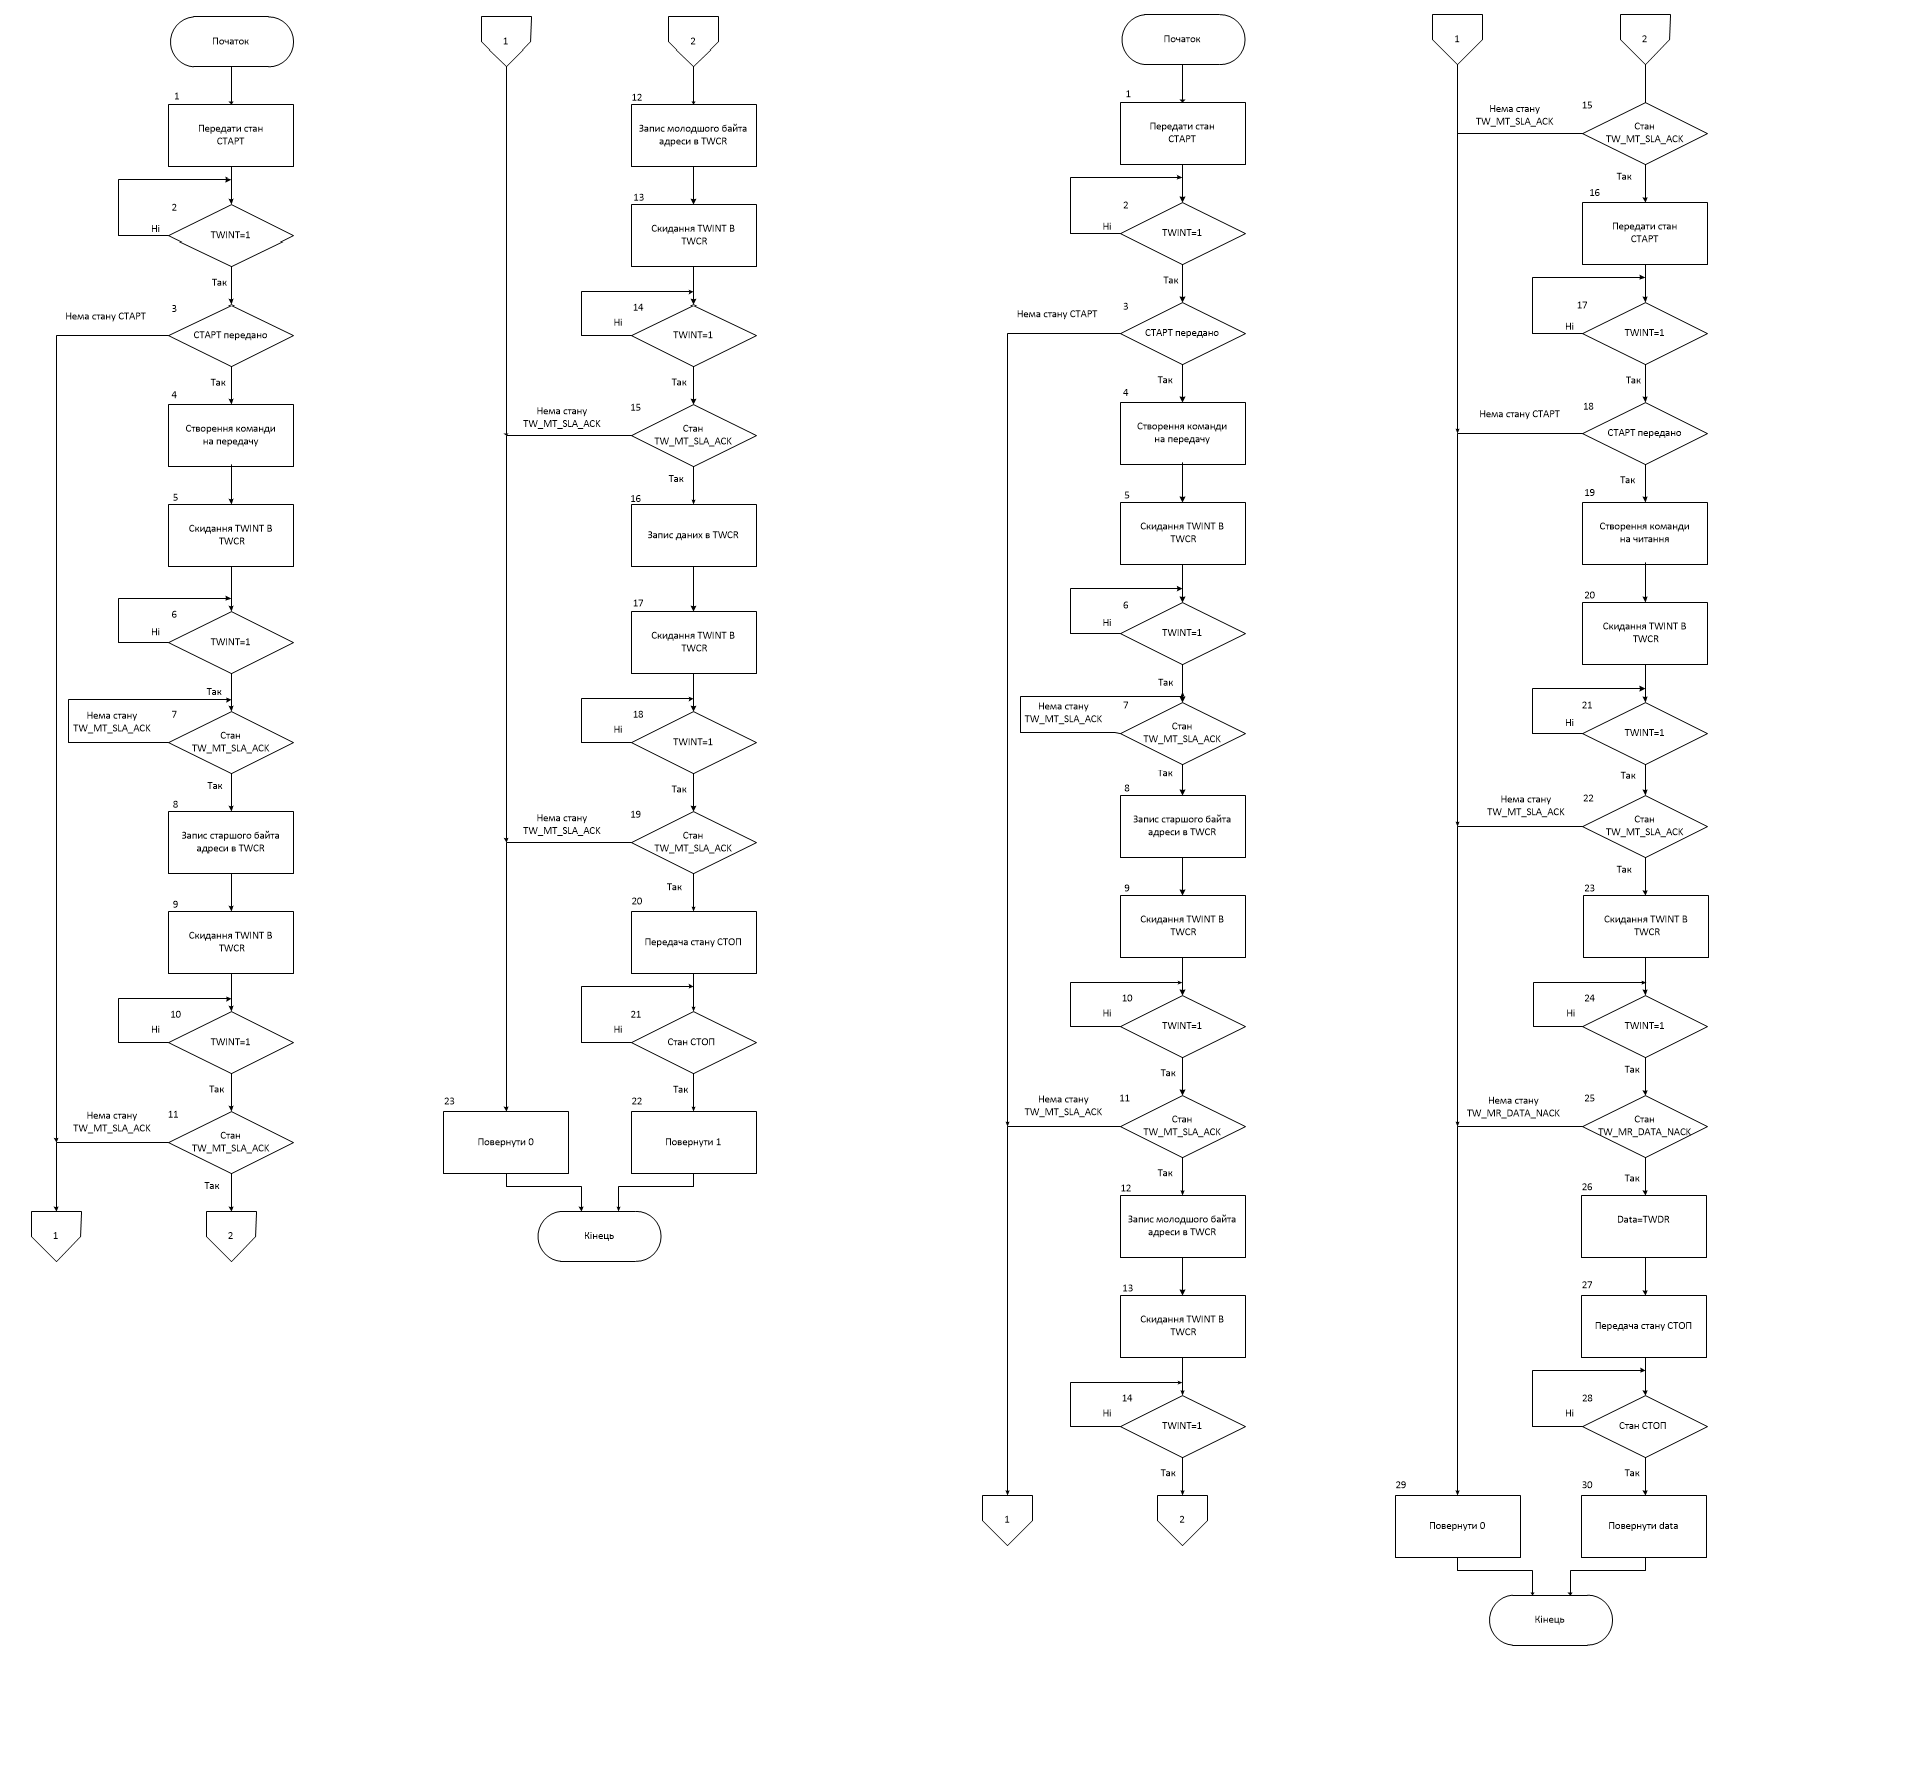 Початок
1
Передати стан
СТАРТ
2
Ні
TWINT=1
Так
Нема стану СТАРТ
3
СТАРТ передано
Так
4
Створення команди
на передачу
5
Скидання TWINT В
TWCR
6
Ні
TWINT=1
Так
Нема стану
TW_MT_SLA_ACK
7
Стан
TW_MT_SLA_ACK
Так
8
Запис старшого байта
адреси в TWCR
9
Скидання TWINT В
TWCR
10
Ні
TWINT=1
Так
Нема стану
TW_MT_SLA_ACK
11
Стан
TW_MT_SLA_ACK
Так
1
2
1
2
12
Запис молодшого байта
адреси в TWCR
13
Скидання TWINT В
TWCR
14
Ні
TWINT=1
Так
Нема стану
TW_MT_SLA_ACK
15
Стан
TW_MT_SLA_ACK
Так
16
Запис даних в TWCR
17
Скидання TWINT В
TWCR
18
Ні
TWINT=1
Так
Нема стану
TW_MT_SLA_ACK
19
Стан
TW_MT_SLA_ACK
Так
20
Передача стану СТОП
21
Ні
Стан СТОП
Так
23
Повернути 0
22
Повернути 1
Кінець
Початок
1
Передати стан
СТАРТ
2
Ні
TWINT=1
Так
Нема стану СТАРТ
3
СТАРТ передано
Так
4
Створення команди
на передачу
5
Скидання TWINT В
TWCR
6
Ні
TWINT=1
Так
Нема стану
TW_MT_SLA_ACK
7
Стан
TW_MT_SLA_ACK
Так
8
Запис старшого байта
адреси в TWCR
9
Скидання TWINT В
TWCR
10
Ні
TWINT=1
Так
Нема стану
TW_MT_SLA_ACK
11
Стан
TW_MT_SLA_ACK
Так
12
Запис молодшого байта
адреси в TWCR
13
Скидання TWINT В
TWCR
14
Ні
TWINT=1
Так
1
2
1
2
Нема стану
TW_MT_SLA_ACK
15
Стан
TW_MT_SLA_ACK
Так
16
Передати стан
СТАРТ
17
Ні
TWINT=1
Так
Нема стану СТАРТ
18
СТАРТ передано
Так
19
Створення команди
на читання
20
Скидання TWINT В
TWCR
21
Ні
TWINT=1
Так
Нема стану
TW_MT_SLA_ACK
22
Стан
TW_MT_SLA_ACK
Так
23
Скидання TWINT В
TWCR
24
Ні
TWINT=1
Так
Нема стану
TW_MR_DATA_NACK
25
Стан
TW_MR_DATA_NACK
Так
26
Data=TWDR
27
Передача стану СТОП
28
Ні
Стан СТОП
Так
29
Повернути 0
30
Повернути data
Кінець